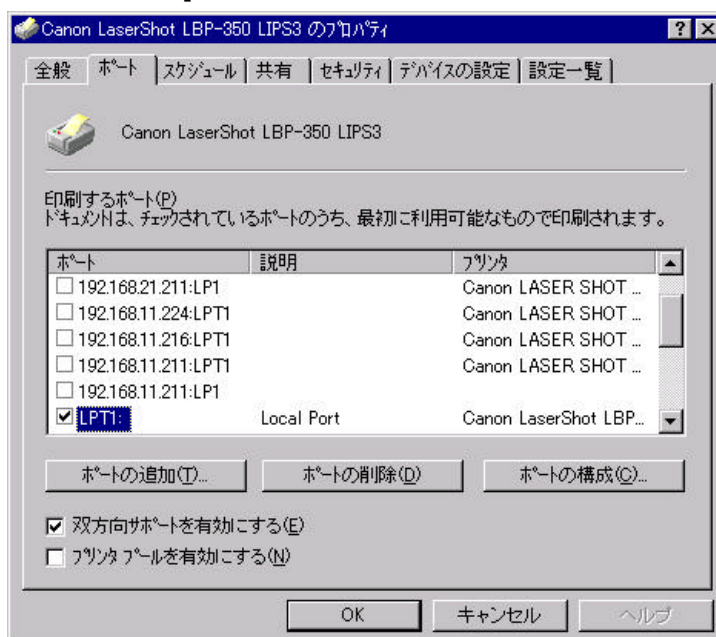 Canon LaserShot LBP-350 LIPS3 のﾌﾟﾛﾊﾟﾃｨ
全般 ﾎﾟｰﾄ ｽｹｼﾞｭｰﾙ 共有 ｾｷｭﾘﾃｨ ﾃﾞﾊﾞｲｽの設定 設定一覧
Canon LaserShot LBP-350 LIPS3
印刷するﾎﾟｰﾄ(P)
ﾄﾞｷｭﾒﾝﾄは、ﾁｪｯｸされているﾎﾟｰﾄのうち、最初に利用可能なもので印刷されます。
ﾎﾟｰﾄ 説明 ﾌﾟﾘﾝﾀ
192.168.21.211:LP1 Canon LASER SHOT ...
192.168.11.224:LPT1 Canon LASER SHOT ...
192.168.11.216:LPT1 Canon LASER SHOT ...
192.168.11.211:LPT1 Canon LASER SHOT ...
192.168.11.211:LP1
LPT1: Local Port Canon LaserShot LBP...
ﾎﾟｰﾄの追加(T)... ﾎﾟｰﾄの削除(D) ﾎﾟｰﾄの構成(C)...
双方向ｻﾎﾟｰﾄを有効にする(E)
ﾌﾟﾘﾝﾀ ﾌﾟｰﾙを有効にする(N)
OK キャンセル ヘルプ